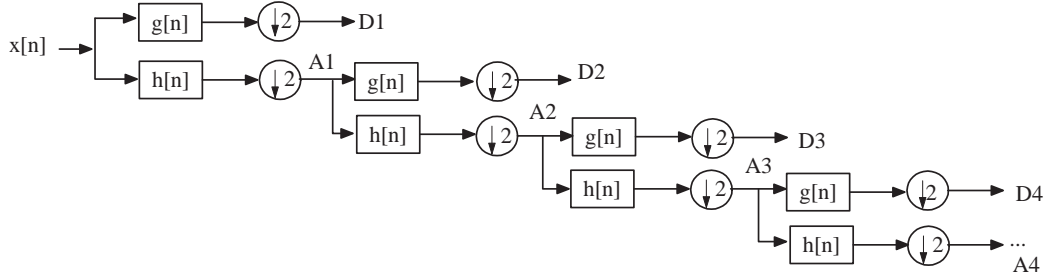 g[n] 2 D1
x[n]
h[n] 2 A1 g[n] 2 D2
h[n] 2 A2 g[n] 2 D3
h[n] 2 A3 g[n] 2 D4
h[n] 2 ...
A4